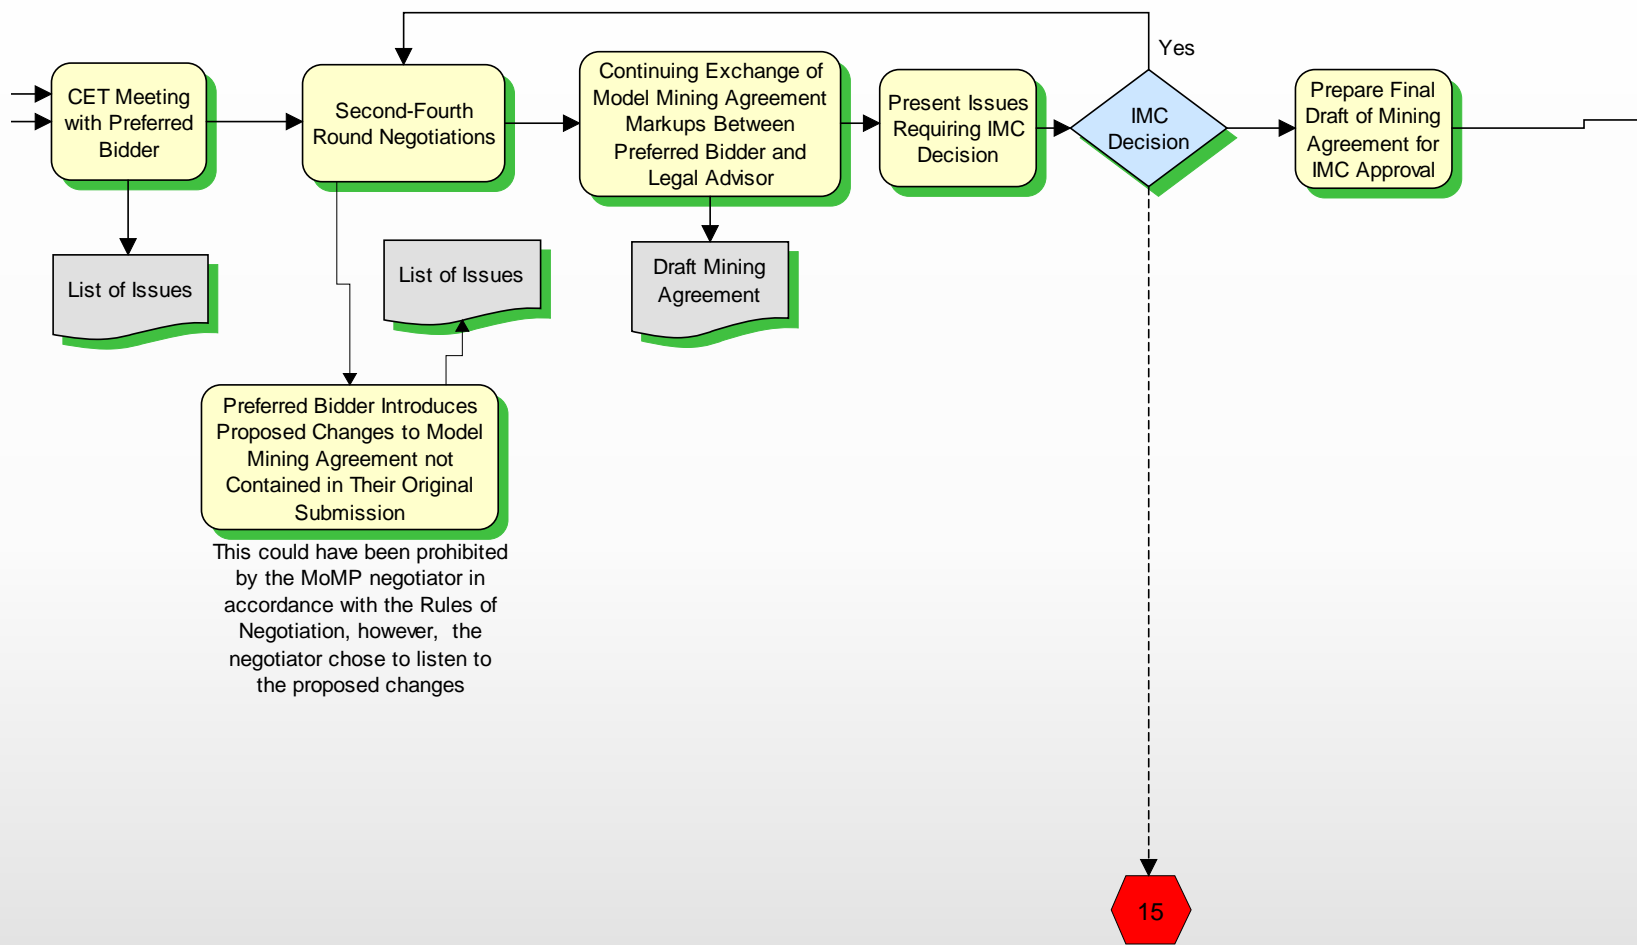 Yes
CET Meeting
with Preferred
Bidder
Second-Fourth
Round Negotiations
Continuing Exchange of
Model Mining Agreement
Markups Between
Preferred Bidder and
Legal Advisor
Present Issues
Requiring IMC
Decision
IMC
Decision
Prepare Final
Draft of Mining
Agreement for
IMC Approval
List of Issues
List of Issues
Draft Mining
Agreement
Preferred Bidder Introduces
Proposed Changes to Model
Mining Agreement not
Contained in Their Original
Submission
This could have been prohibited
by the MoMP negotiator in
accordance with the Rules of
Negotiation, however,  the
negotiator chose to listen to
the proposed changes
15